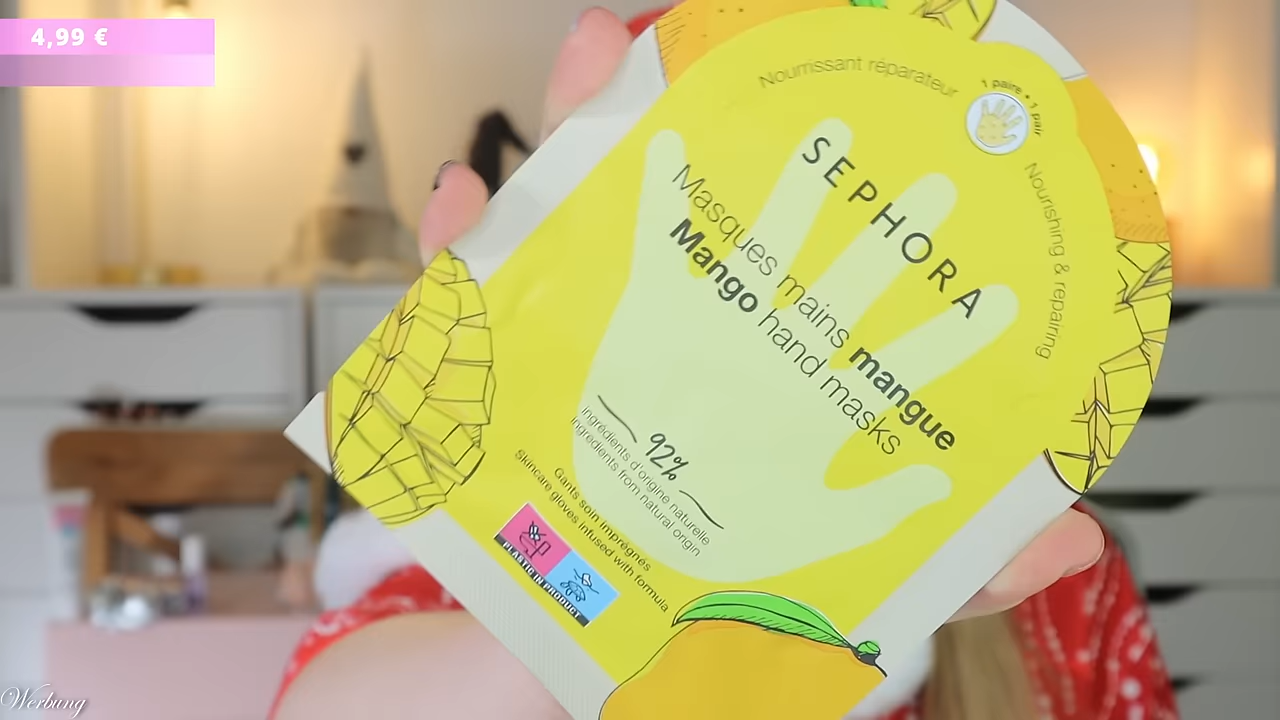 4,99 €
Nourrissant réparateur
1 paire • 1 pair
Nourishing & repairing
SEPHORA
Masques mains mangue
Mango hand masks
92%
ingrédients d'origine naturelle
ingredients from natural origin
Gants soin imprégnés
Skincare gloves infused with formula
PLASTIC IN PRODUCT
Werbung